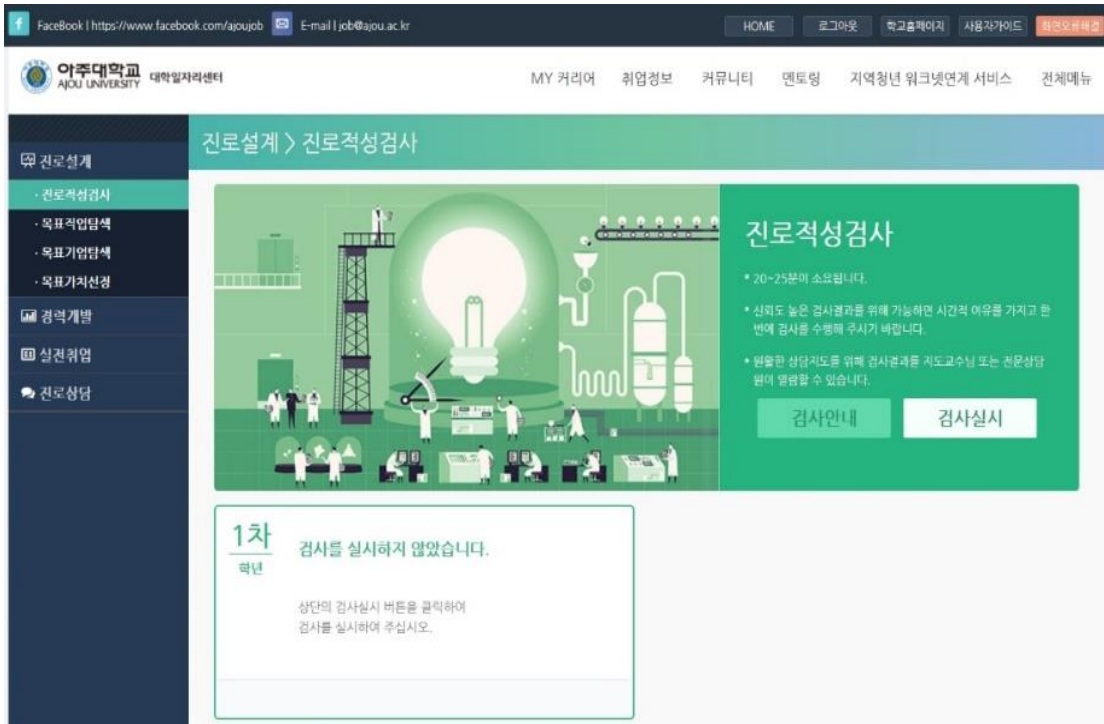 FaceBook | https://www.facebook.com/ajoujob E-mail | job@ajou.ac.kr HOME 로그아웃 학교홈페이지 사용자가이드 화면오류해결
아주대학교 대학일자리센터
AJOU UNIVERSITY
MY 커리어 취업정보 커뮤니티 멘토링 지역청년 워크넷연계 서비스 전체메뉴
진로설계
· 진로적성검사
· 목표직업탐색
· 목표기업탐색
· 목표가치선정
경력개발
실전취업
진로상담
진로설계 > 진로적성검사
진로적성검사
• 20~25분이 소요됩니다.
• 신뢰도 높은 검사결과를 위해 가능하면 시간적 여유를 가지고 한
번에 검사를 수행해 주시기 바랍니다.
• 원활한 상담지도를 위해 검사결과를 지도교수님 또는 전문상담
원이 열람할 수 있습니다.
검사안내 검사실시
1차
학년
검사를 실시하지 않았습니다.
상단의 검사실시 버튼을 클릭하여
검사를 실시하여 주십시오.